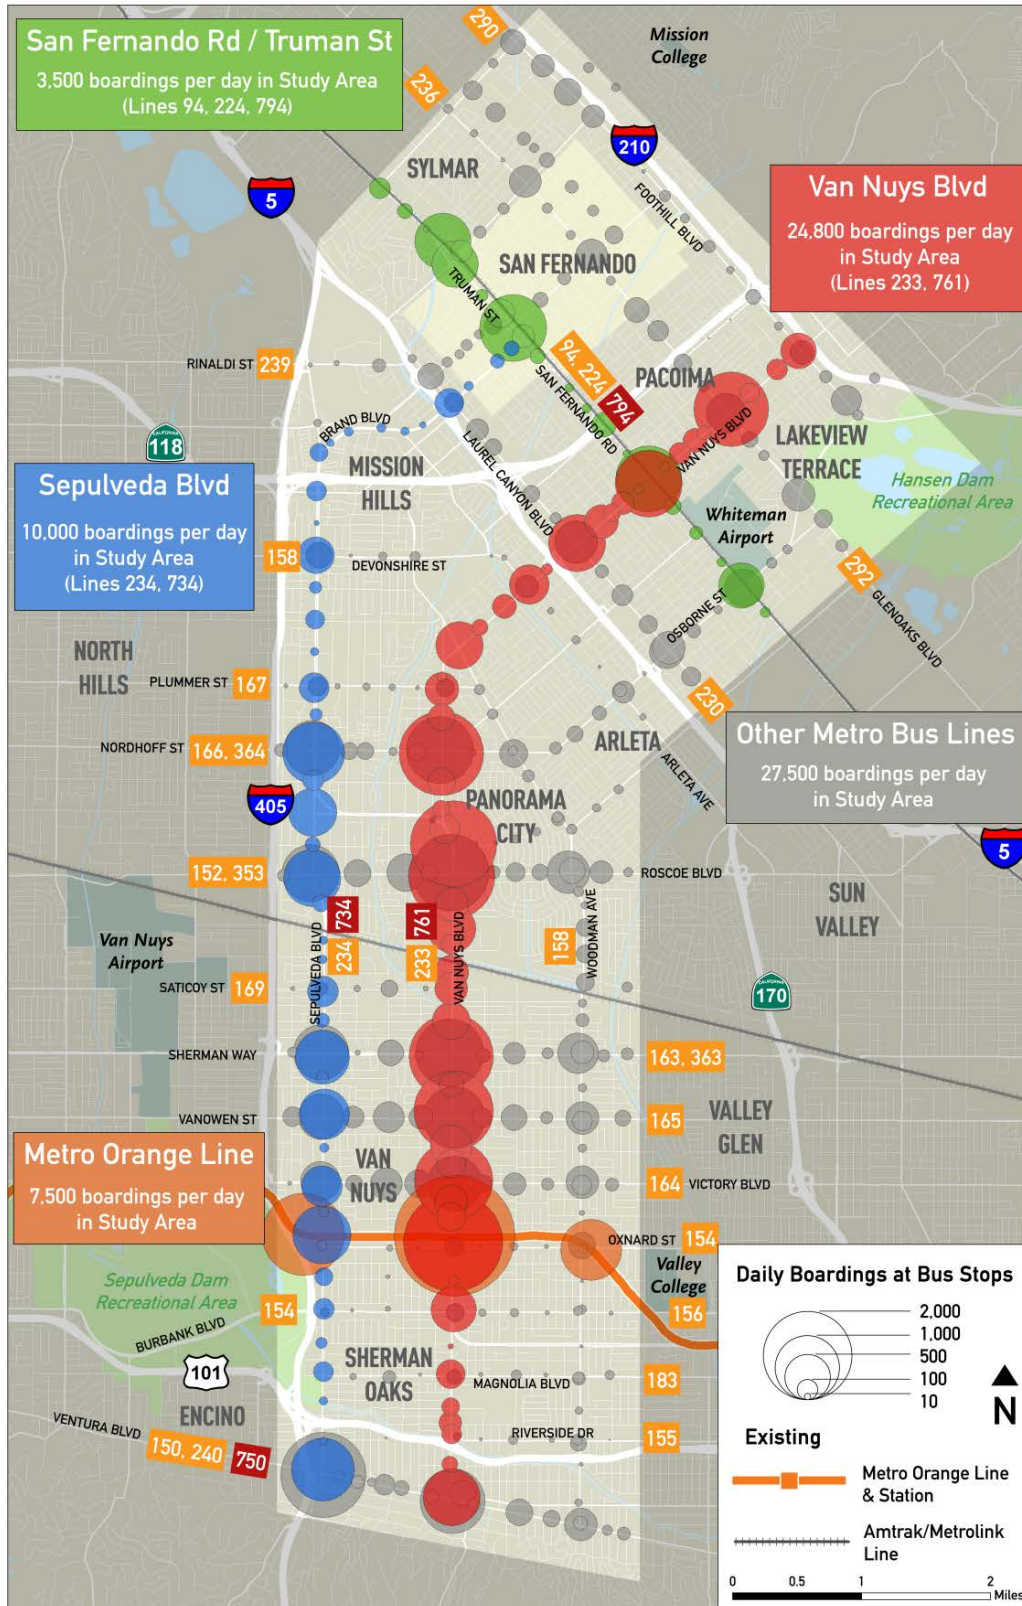 San Fernando Rd / Truman St
3,500 boardings per day in Study Area
(Lines 94, 224, 794)
290
Mission
College
236
210
SYLMAR
5
FOOTHILL BLVD
Van Nuys Blvd
24,800 boardings per day
in Study Area
(Lines 233, 761)
SAN FERNANDO
TRUMAN ST
RINALDI ST
239
94, 224
794
SAN FERNANDO RD
PACOIMA
VAN NUYS BLVD
BRAND BLVD
CALIFORNIA
118
MISSION
HILLS
LAUREL CANYON BLVD
LAKEVIEW
TERRACE
Hansen Dam
Recreational Area
Sepulveda Blvd
10,000 boardings per day
in Study Area
(Lines 234, 734)
158
DEVONSHIRE ST
Whiteman
Airport
292
GLENOAKS BLVD
OSBORNE ST
NORTH
HILLS
PLUMMER ST
167
230
NORDHOFF ST
166, 364
ARLETA
ARLETA AVE
Other Metro Bus Lines
27,500 boardings per day
in Study Area
405
PANORAMA
CITY
5
152, 353
ROSCOE BLVD
SUN
VALLEY
Van Nuys
Airport
734
234
SEPULVEDA BLVD
761
233
VAN NUYS BLVD
158
WOODMAN AVE
SATICOY ST
169
CALIFORNIA
170
SHERMAN WAY
163, 363
VANOWEN ST
165
VALLEY
GLEN
Metro Orange Line
7,500 boardings per day
in Study Area
VAN
NUYS
164
VICTORY BLVD
OXNARD ST
154
Valley
College
Sepulveda Dam
Recreational Area
154
156
BURBANK BLVD
101
SHERMAN
OAKS
MAGNOLIA BLVD
183
ENCINO
VENTURA BLVD
150, 240
750
RIVERSIDE DR
155
Daily Boardings at Bus Stops
2,000
1,000
500
100
10
N
Existing
Metro Orange Line
& Station
Amtrak/Metrolink
Line
0 0.5 1 2
Miles